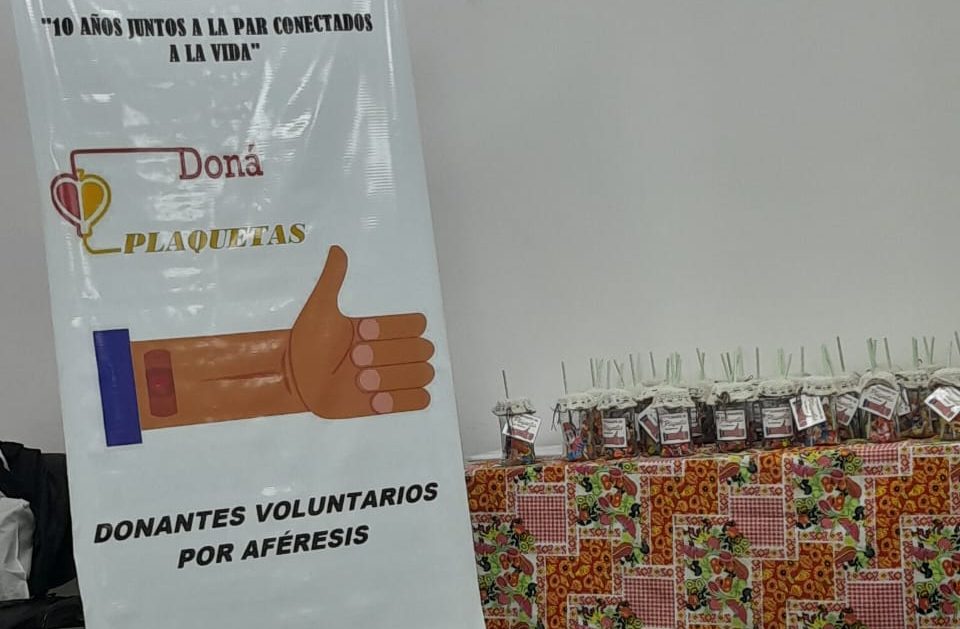 "10 AÑOS JUNTOS A LA PAR CONECTADOS
A LA VIDA"
Doná
PLAQUETAS
DONANTES VOLUNTARIOS
POR AFÉRESIS